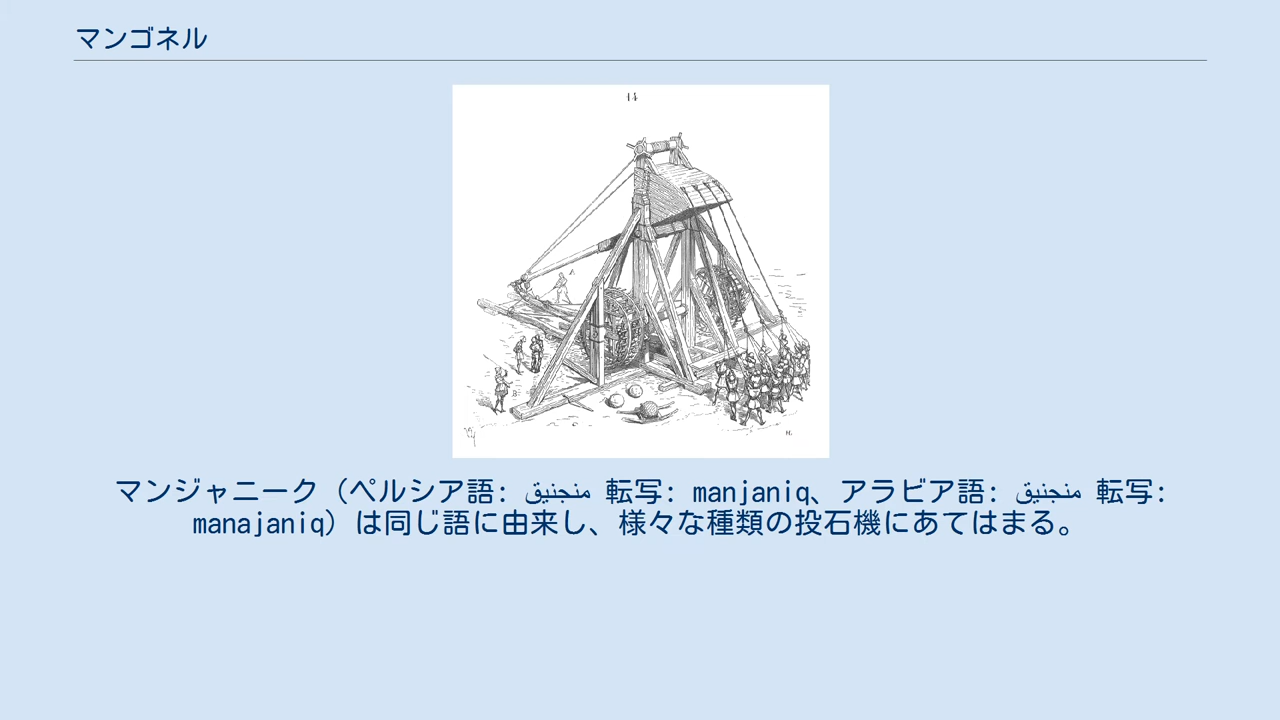 マンゴネル
14
A
B
H.
マンジャニーク（ペルシア語: منجنیق 転写: manjaniq、アラビア語: منجنيق 転写:
manajaniq）は同じ語に由来し、様々な種類の投石機にあてはまる。